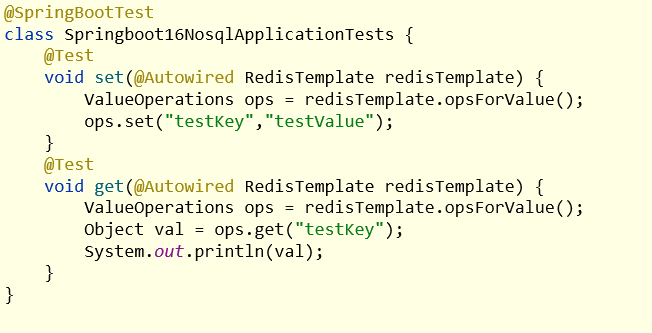 @SpringBootTest
class Springboot16NosqlApplicationTests {
    @Test
    void set(@Autowired RedisTemplate redisTemplate) {
        ValueOperations ops = redisTemplate.opsForValue();
        ops.set("testKey","testValue");
    }
    @Test
    void get(@Autowired RedisTemplate redisTemplate) {
        ValueOperations ops = redisTemplate.opsForValue();
        Object val = ops.get("testKey");
        System.out.println(val);
    }
}